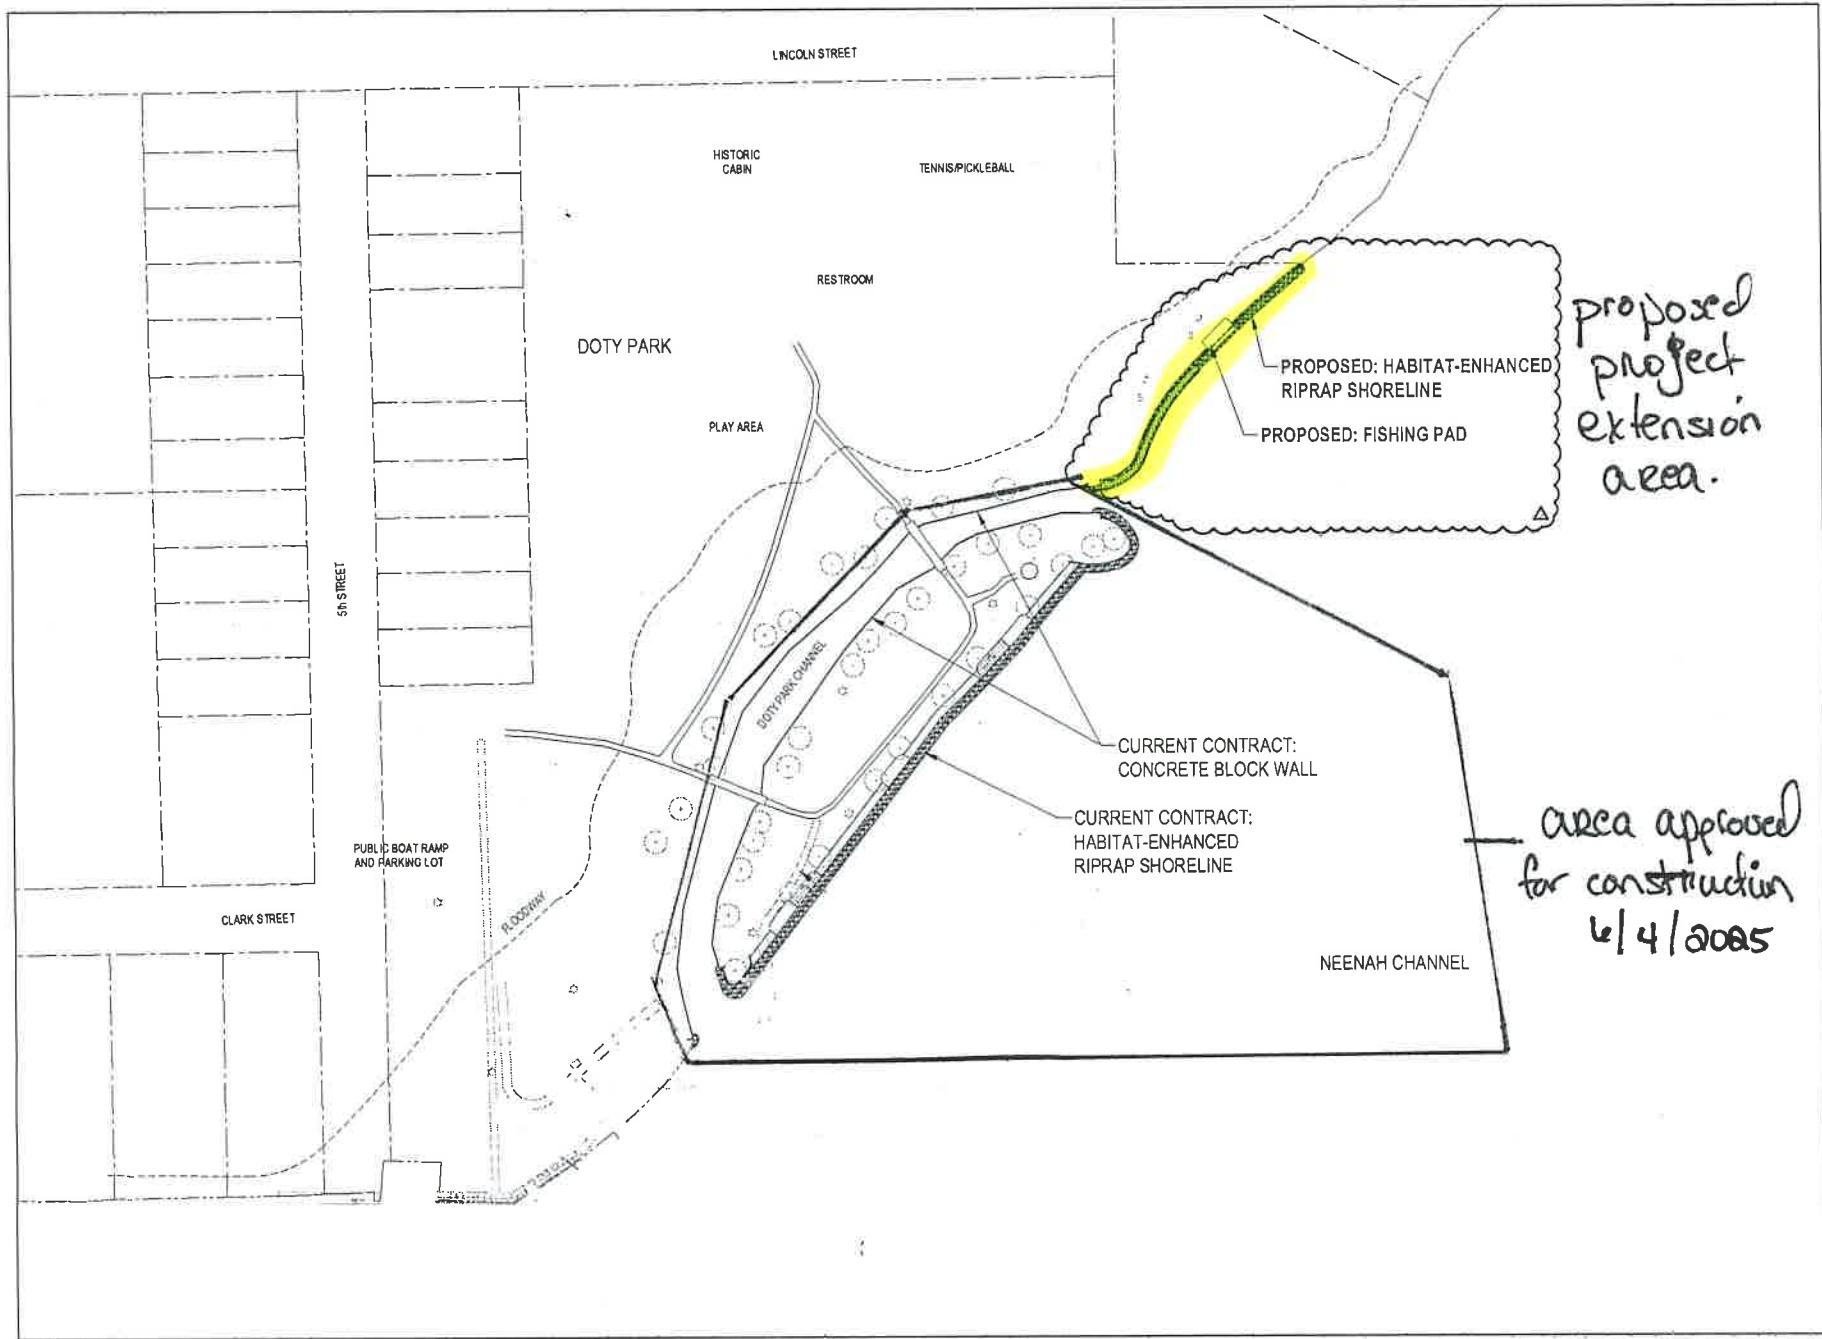 LINCOLN STREET
HISTORIC
CABIN
TENNIS/PICKLEBALL
RESTROOM
DOTY PARK
PLAY AREA
PROPOSED: HABITAT-ENHANCED
RIPRAP SHORELINE
PROPOSED: FISHING PAD
proposed
project
extension
area.
5th STREET
DOTY PARK CHANNEL
CURRENT CONTRACT:
CONCRETE BLOCK WALL
CURRENT CONTRACT:
HABITAT-ENHANCED
RIPRAP SHORELINE
PUBLIC BOAT RAMP
AND PARKING LOT
FLOODWAY
CLARK STREET
area approved
for construction
6/4/2025
NEENAH CHANNEL